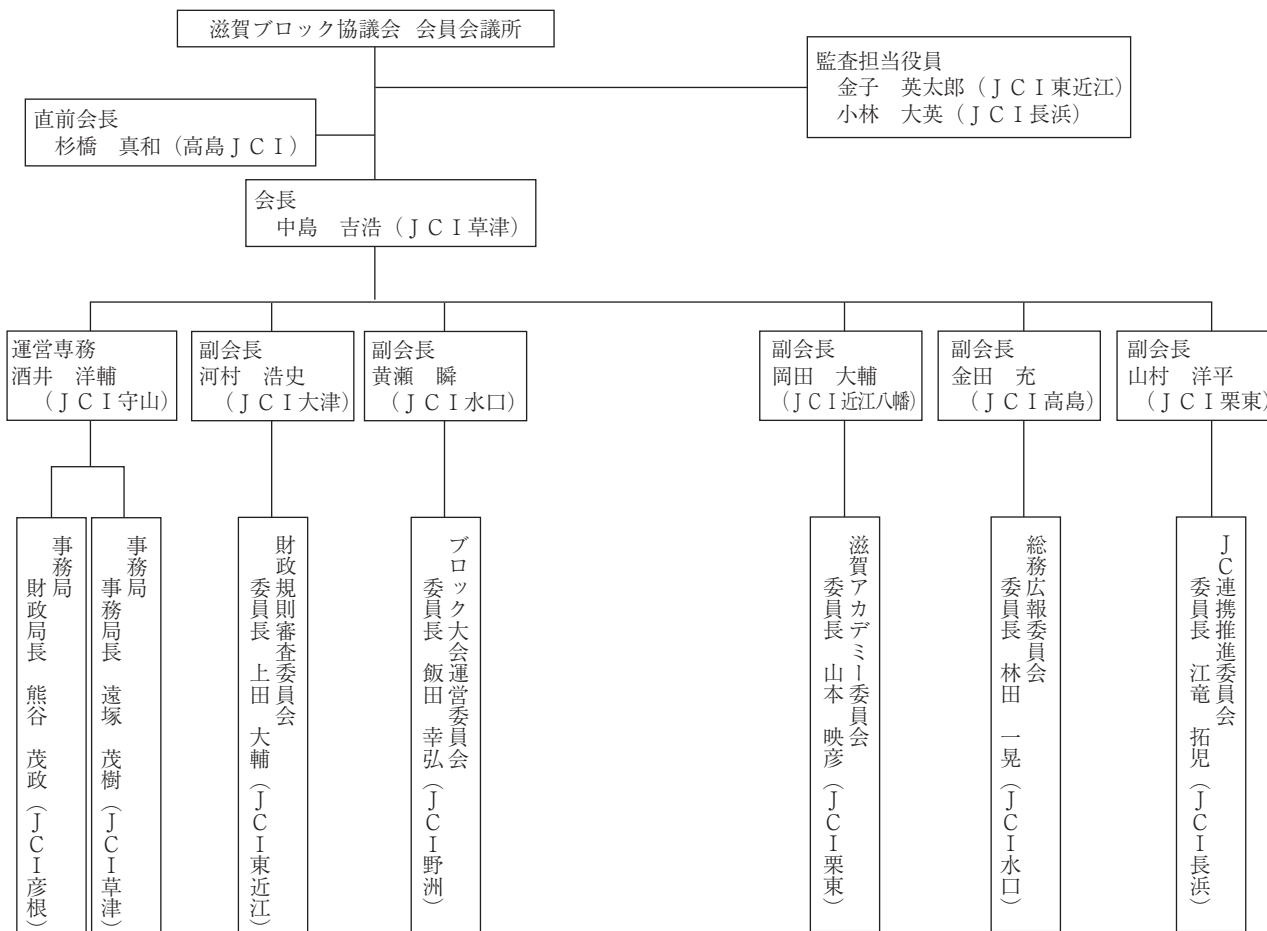 滋賀ブロック協議会 会員会議所
監査担当役員
金子 英太郎（ＪＣＩ東近江）
小林 大英（ＪＣＩ長浜）
直前会長
杉橋 真和（高島ＪＣＩ）
会長
中島 吉浩（ＪＣＩ草津）
運営専務
酒井 洋輔
（ＪＣＩ守山）
副会長
河村 浩史
（ＪＣＩ大津）
副会長
黄瀬 瞬
（ＪＣＩ水口）
副会長
岡田 大輔
（ＪＣＩ近江八幡）
副会長
金田 充
（ＪＣＩ高島）
副会長
山村 洋平
（ＪＣＩ栗東）
事務局
財政局長 熊谷 茂政（ＪＣＩ彦根）
事務局
事務局長 遠塚 茂樹（ＪＣＩ草津）
財政規則審査委員会
委員長 上田 大輔（ＪＣＩ東近江）
ブロック大会運営委員会
委員長 飯田 幸弘（ＪＣＩ野洲）
滋賀アカデミー委員会
委員長 山本 映彦（ＪＣＩ栗東）
総務広報委員会
委員長 林田 一晃（ＪＣＩ水口）
ＪＣ連携推進委員会
委員長 江竜 拓児（ＪＣＩ長浜）